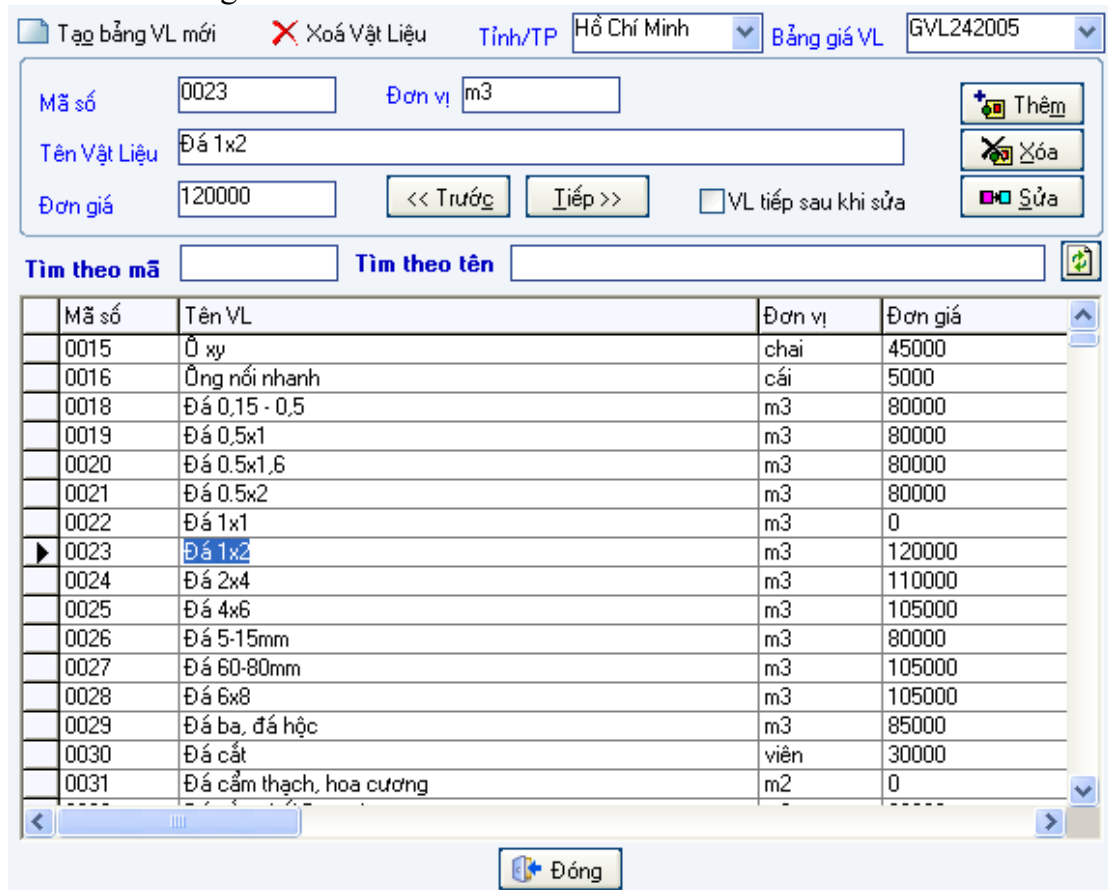 Tạo bảng VL mới Xoá Vật Liệu Tỉnh/TP Hồ Chí Minh Bảng giá VL GVL242005
Mã số 0023 Đơn vị m3 Thêm
Tên Vật Liệu Đá 1x2 Xóa
Đơn giá 120000 << Trước Tiếp >> VL tiếp sau khi sửa Sửa
Tìm theo mã Tìm theo tên
Mã số Tên VL Đơn vị Đơn giá
0015 Ô xy chai 45000
0016 Ông nối nhanh cái 5000
0018 Đá 0,15 - 0,5 m3 80000
0019 Đá 0,5x1 m3 80000
0020 Đá 0.5x1,6 m3 80000
0021 Đá 0.5x2 m3 80000
0022 Đá 1x1 m3 0
0023 Đá 1x2 m3 120000
0024 Đá 2x4 m3 110000
0025 Đá 4x6 m3 105000
0026 Đá 5-15mm m3 80000
0027 Đá 60-80mm m3 105000
0028 Đá 6x8 m3 105000
0029 Đá ba, đá hộc m3 85000
0030 Đá cắt viên 30000
0031 Đá cẩm thạch, hoa cương m2 0
Đóng